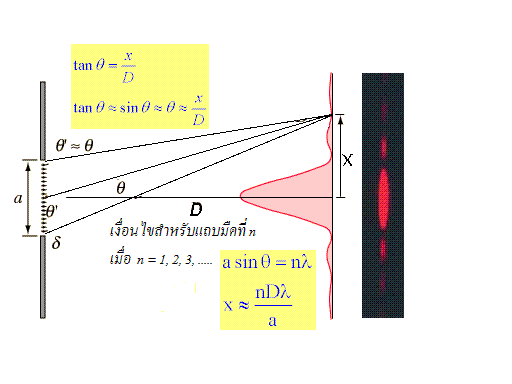 tan θ = x/D
tan θ ≈ sin θ ≈ θ ≈ x/D
θ' ≈ θ
X
a
θ
θ'
D
δ
เงื่อนไขสำหรับแถบมืดที่ n
เมื่อ n = 1, 2, 3, .....
a sin θ = nλ
x ≈ nDλ/a